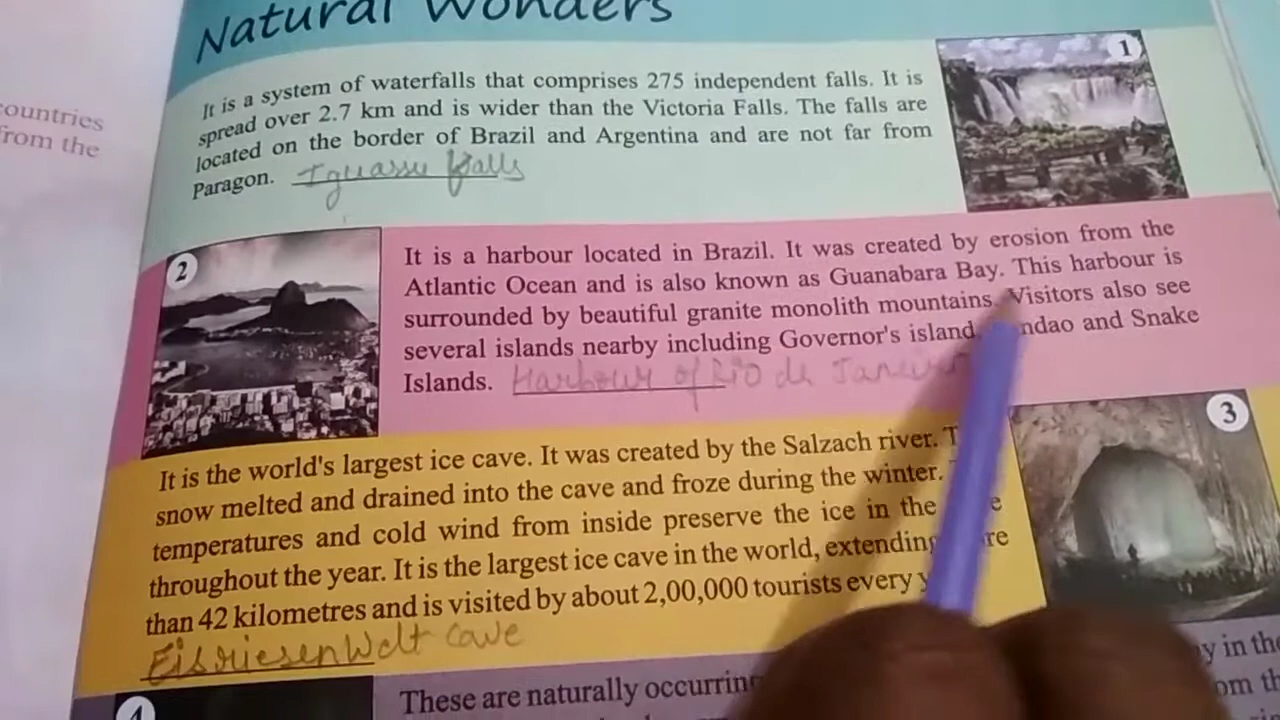 ountries
from the
Natural Wonders
1
It is a system of waterfalls that comprises 275 independent falls. It is
spread over 2.7 km and is wider than the Victoria Falls. The falls are
located on the border of Brazil and Argentina and are not far from
Paragon. Iguassu falls
2
It is a harbour located in Brazil. It was created by erosion from the
Atlantic Ocean and is also known as Guanabara Bay. This harbour is
surrounded by beautiful granite monolith mountains. Visitors also see
several islands nearby including Governor's island, and Snake
Islands. Harbour of Rio de Janeiro
3
It is the world's largest ice cave. It was created by the Salzach river.
snow melted and drained into the cave and froze during the winter.
temperatures and cold wind from inside preserve the ice in the
throughout the year. It is the largest ice cave in the world, extending
than 42 kilometres and is visited by about 2,00,000 tourists every
EisriesenWelt cave
4
These are naturally occurring
in the